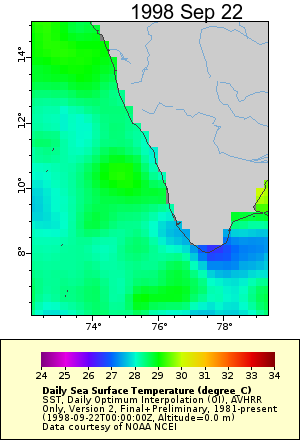 1998 Sep 22
14°
12°
10°
8°
74° 76° 78°
24 25 26 27 28 29 30 31 32 33 34
Daily Sea Surface Temperature (degree_C)
SST, Daily Optimum Interpolation (OI), AVHRR
Only, Version 2, Final+Preliminary, 1981-present
(1998-09-22T00:00:00Z, Altitude=0.0 m)
Data courtesy of NOAA NCEI